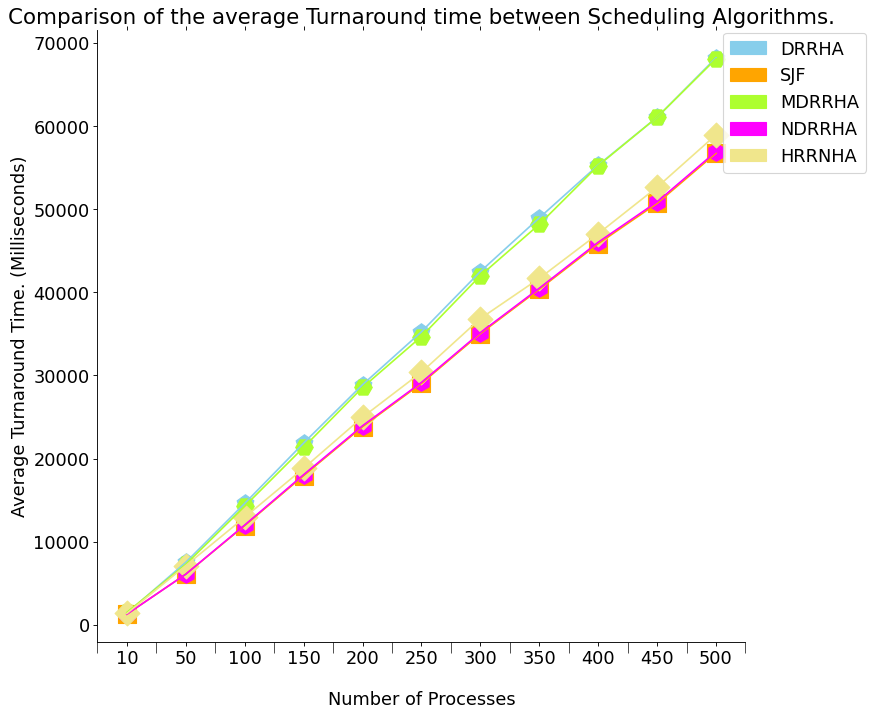 Comparison of the average Turnaround time between Scheduling Algorithms.
70000
60000
50000
40000
30000
20000
10000
0
Average Turnaround Time. (Milliseconds)
DRRHA
SJF
MDRRHA
NDRRHA
HRRNHA
10 50 100 150 200 250 300 350 400 450 500
Number of Processes